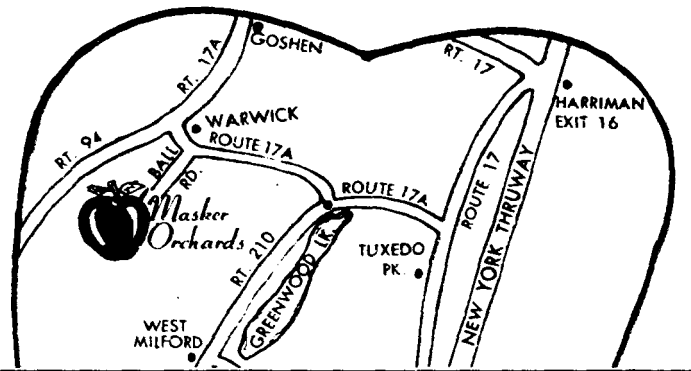 GOSHEN
RT. 17A
RT. 17
HARRIMAN
EXIT 16
WARWICK
ROUTE 17A
RT. 94
BALL
RD.
Masker
Orchards
ROUTE 17A
ROUTE 17
NEW YORK THRUWAY
RT. 210
GREENWOOD LK.
TUXEDO
PK.
WEST
MILFORD